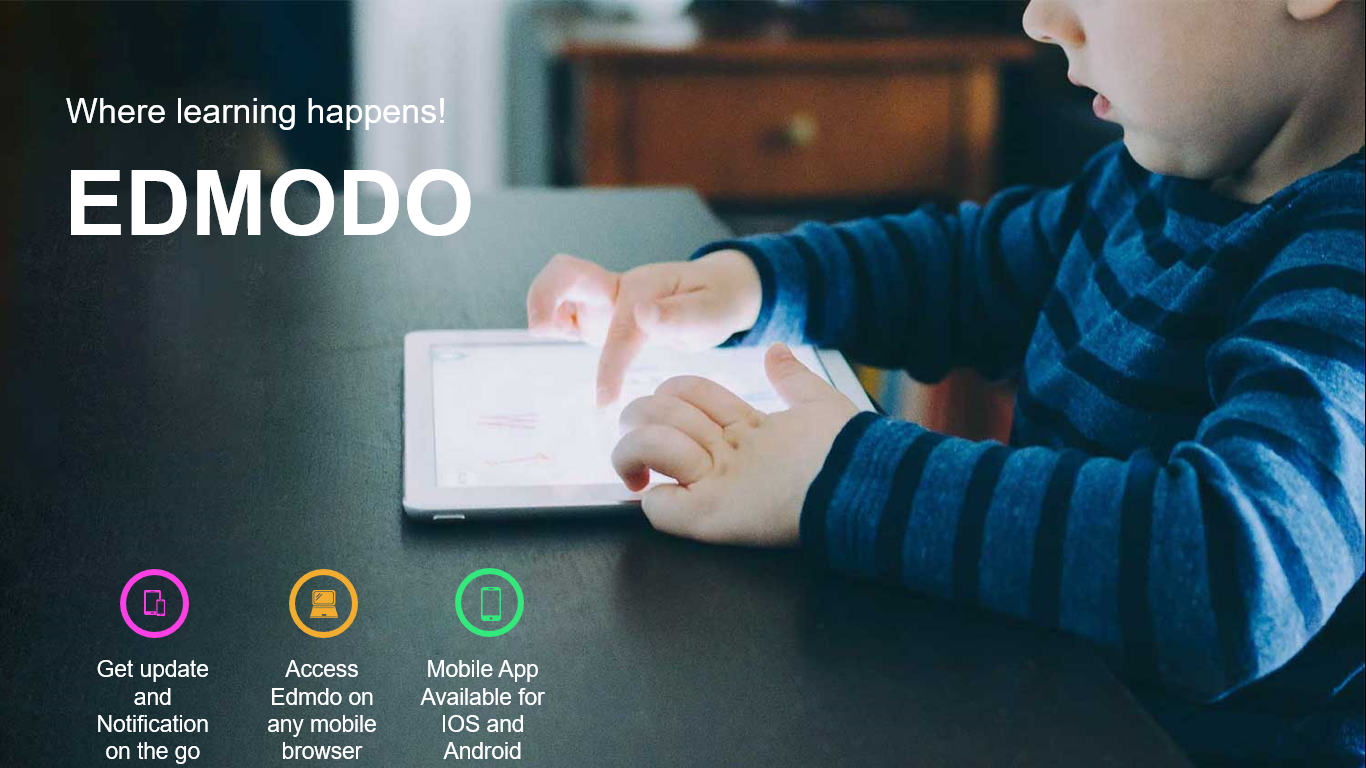 Where learning happens!
EDMODO
Get update
and
Notification
on the go
Access
Edmdo on
any mobile
browser
Mobile App
Available for
IOS and
Android